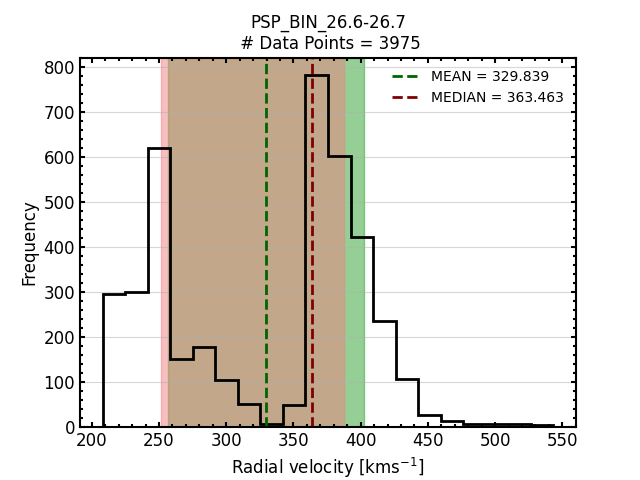 PSP_BIN_26.6-26.7
# Data Points = 3975
MEAN = 329.839
MEDIAN = 363.463
Frequency
800
700
600
500
400
300
200
100
0
200 250 300 350 400 450 500 550
Radial velocity [kms⁻¹]